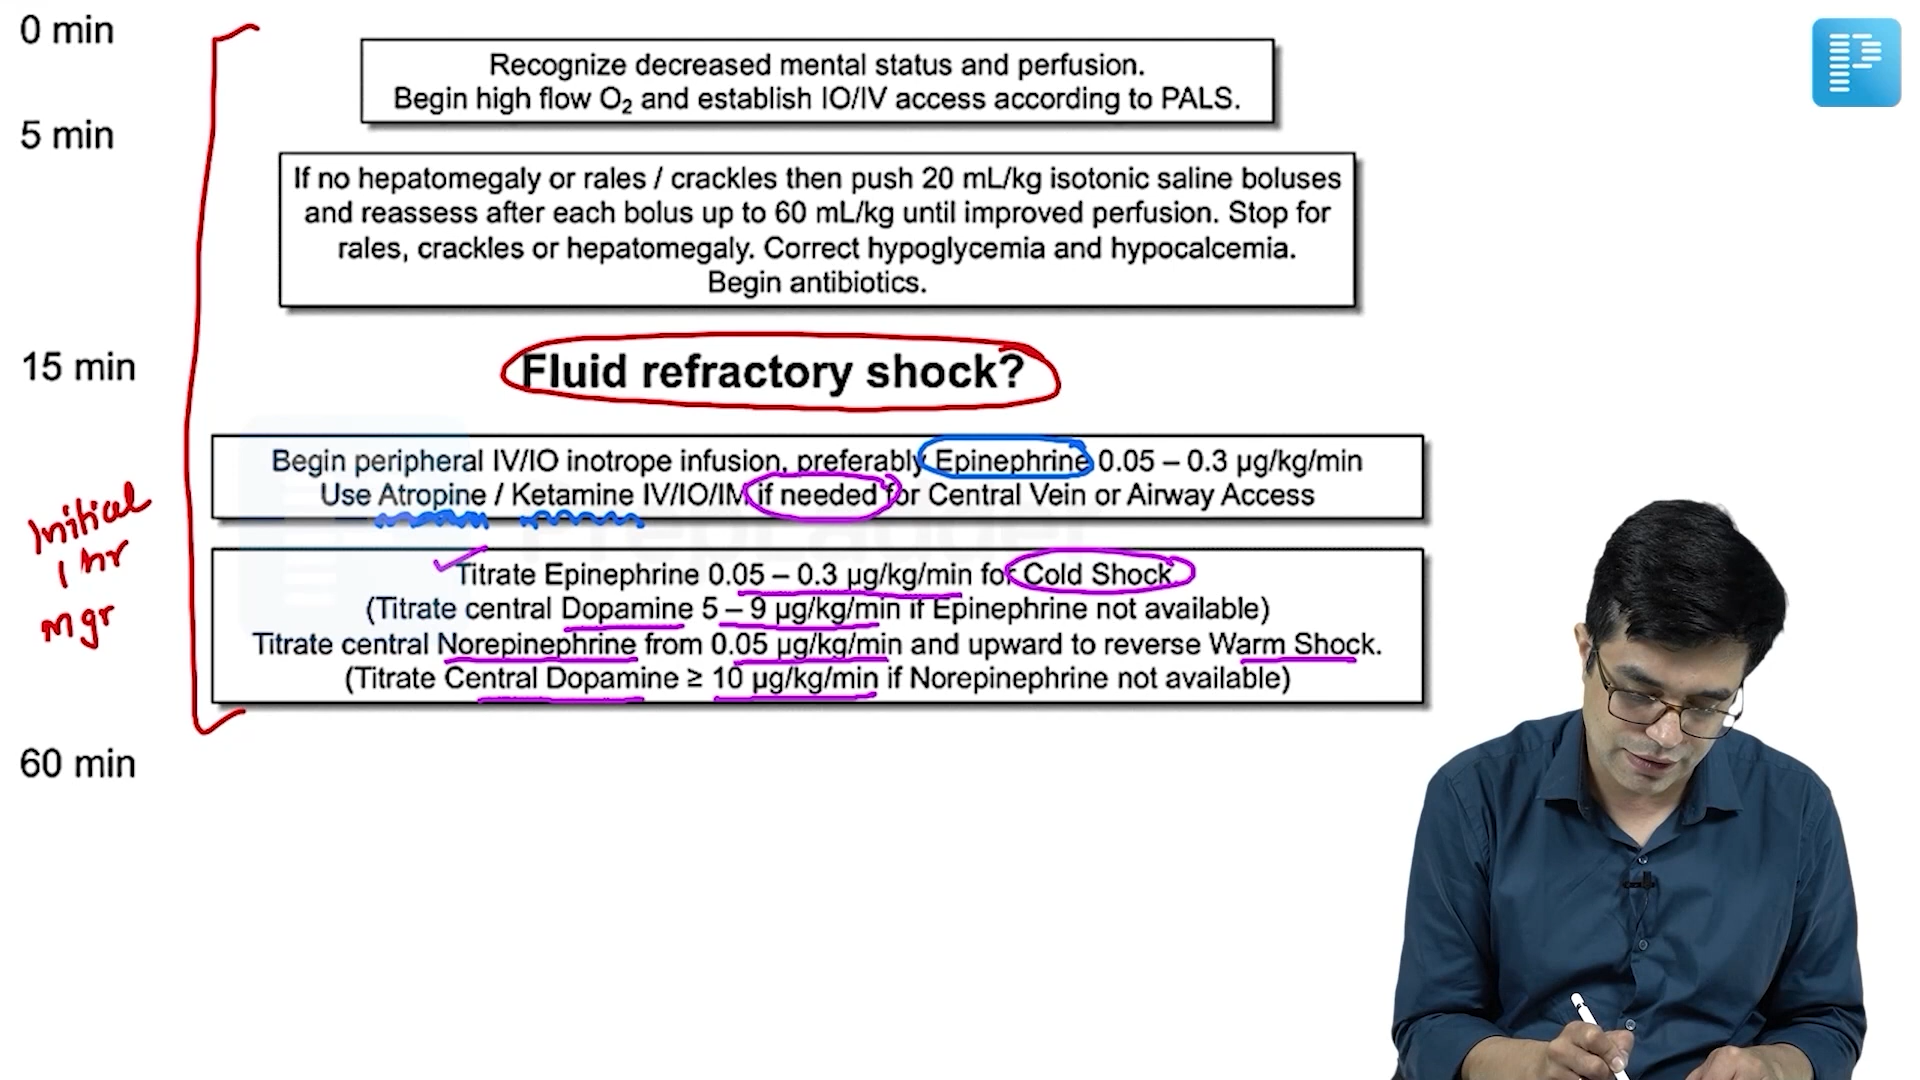 0 min
Recognize decreased mental status and perfusion.
Begin high flow O₂ and establish IO/IV access according to PALS.
5 min
If no hepatomegaly or rales / crackles then push 20 mL/kg isotonic saline boluses
and reassess after each bolus up to 60 mL/kg until improved perfusion. Stop for
rales, crackles or hepatomegaly. Correct hypoglycemia and hypocalcemia.
Begin antibiotics.
15 min
Fluid refractory shock?
Begin peripheral IV/IO inotrope infusion, preferably Epinephrine 0.05 – 0.3 µg/kg/min
Use Atropine / Ketamine IV/IO/IM if needed for Central Vein or Airway Access
Initial
1 hr
mgr
Titrate Epinephrine 0.05 – 0.3 µg/kg/min for Cold Shock.
(Titrate central Dopamine 5 – 9 µg/kg/min if Epinephrine not available)
Titrate central Norepinephrine from 0.05 µg/kg/min and upward to reverse Warm Shock.
(Titrate Central Dopamine ≥ 10 µg/kg/min if Norepinephrine not available)
60 min